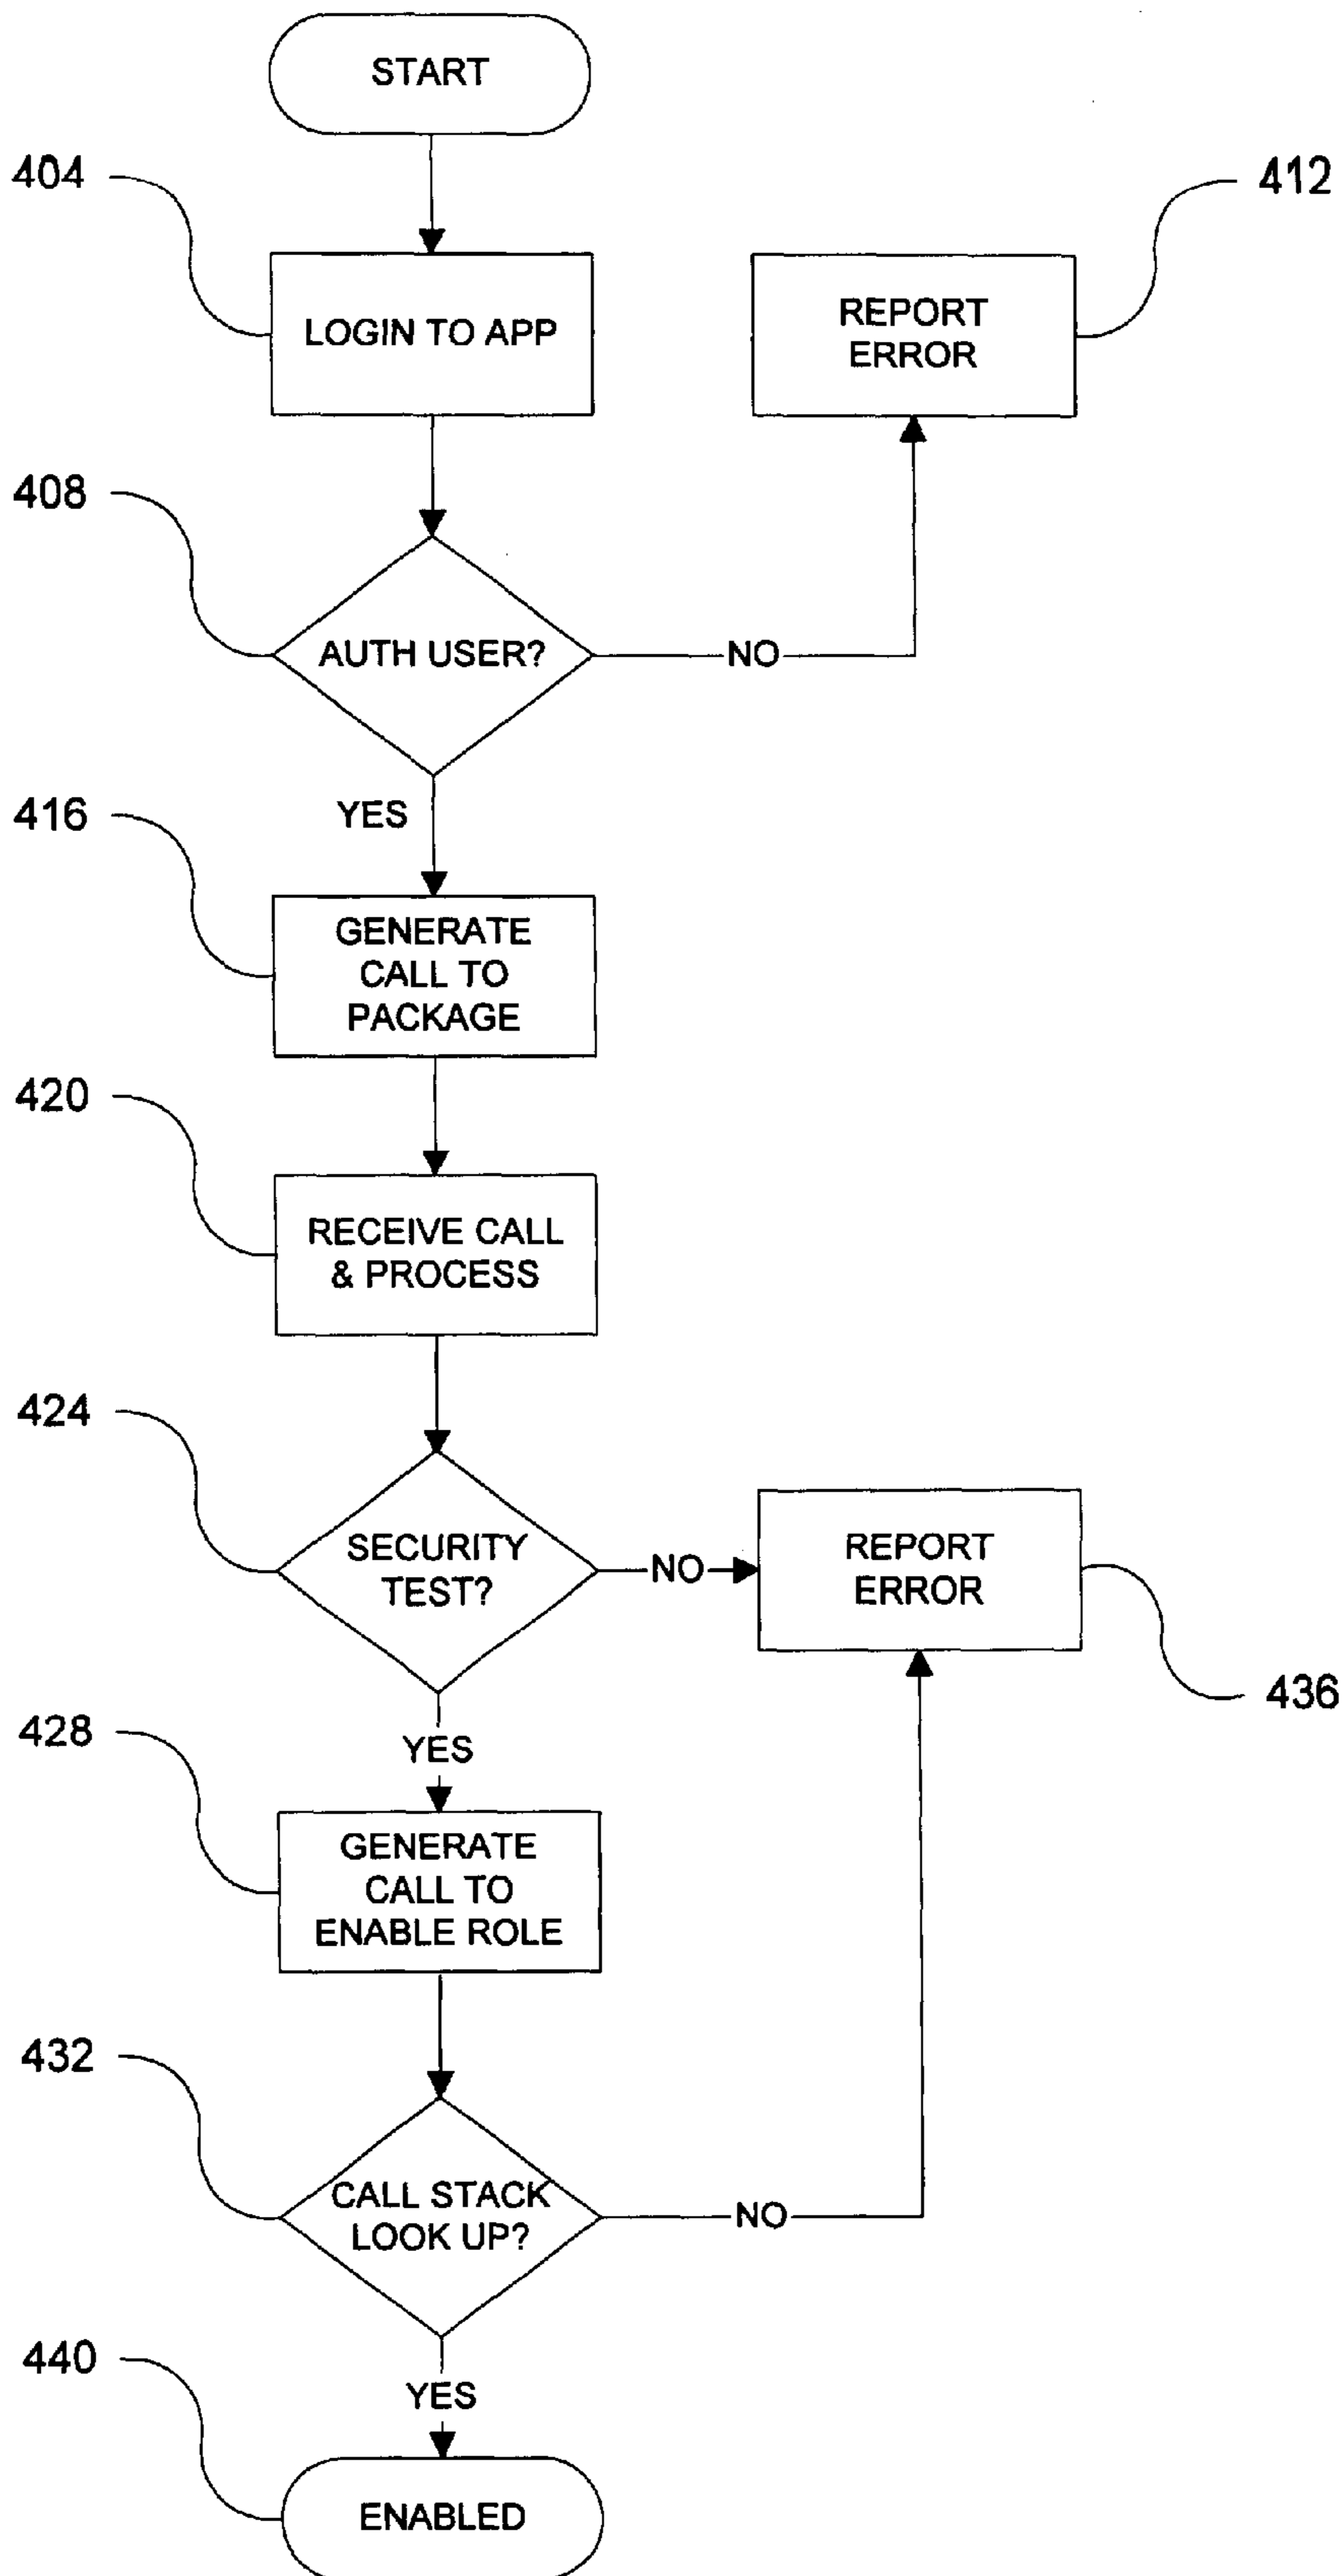 START
404
412
LOGIN TO APP
REPORT
ERROR
408
AUTH USER?
NO
YES
416
GENERATE
CALL TO
PACKAGE
420
RECEIVE CALL
& PROCESS
424
SECURITY
TEST?
NO
REPORT
ERROR
436
428
YES
GENERATE
CALL TO
ENABLE ROLE
432
CALL STACK
LOOK UP?
NO
440
YES
ENABLED